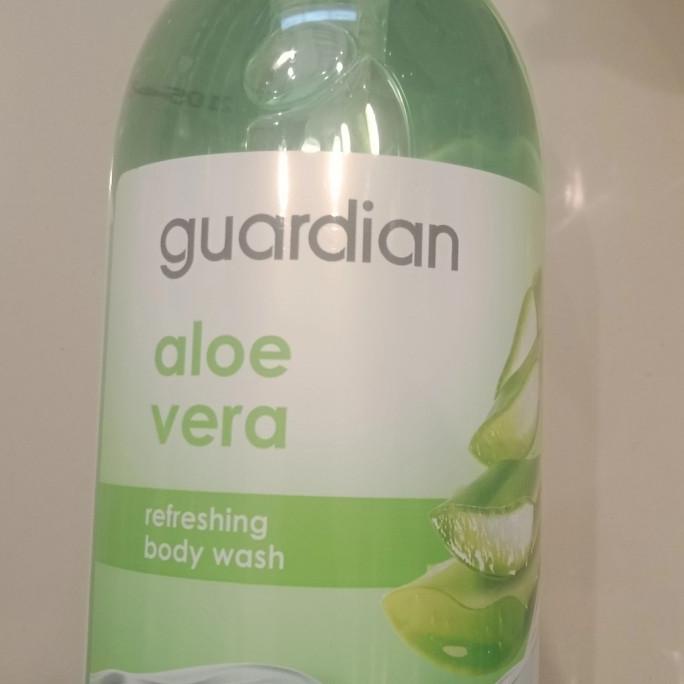 guardian
aloe
vera
refreshing
body wash